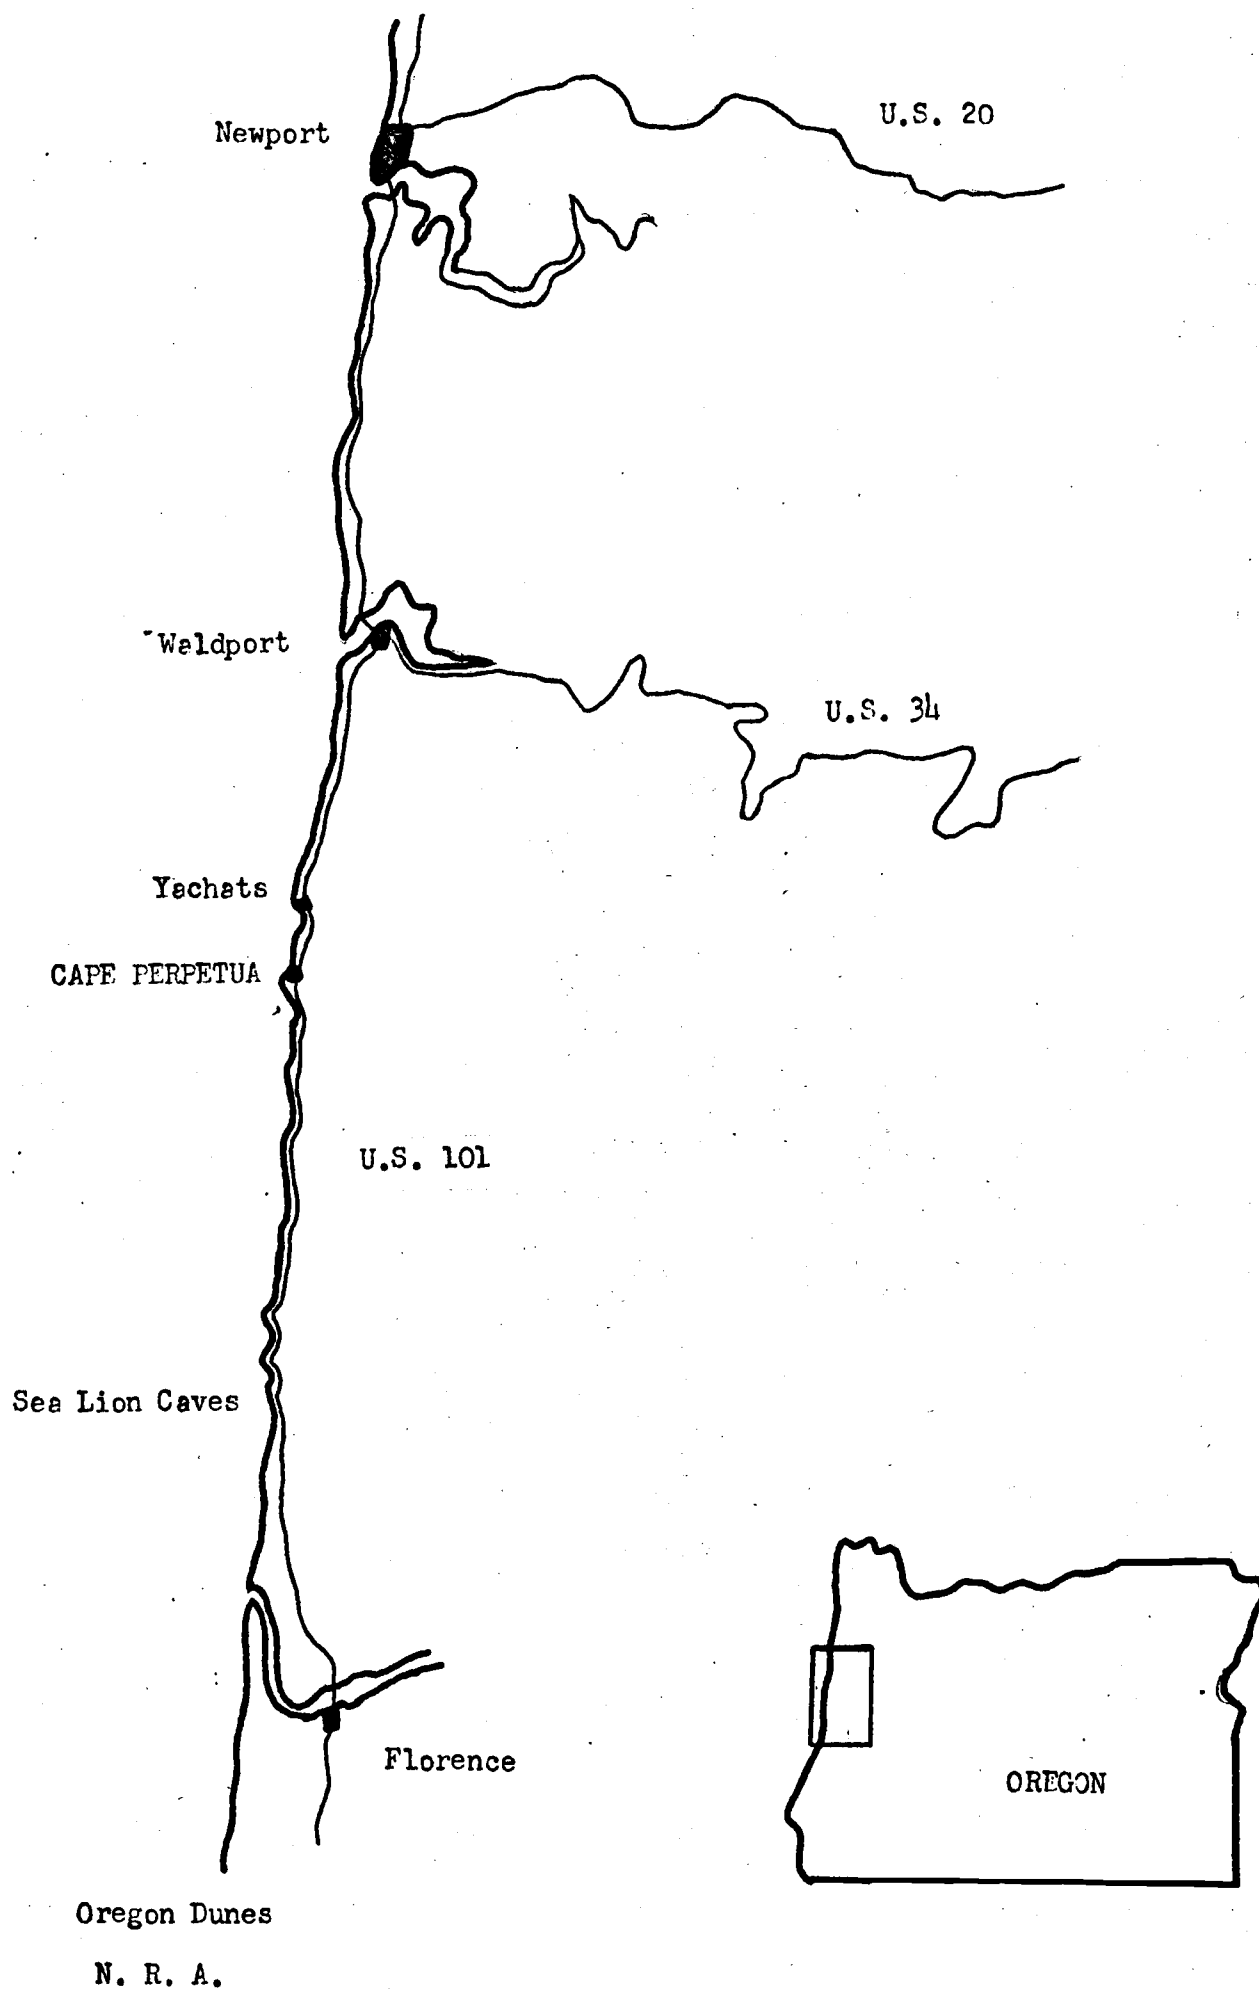 Newport
U.S. 20
Waldport
U.S. 34
Yachats
CAPE PERPETUA
U.S. 101
Sea Lion Caves
Florence
OREGON
Oregon Dunes
N. R. A.